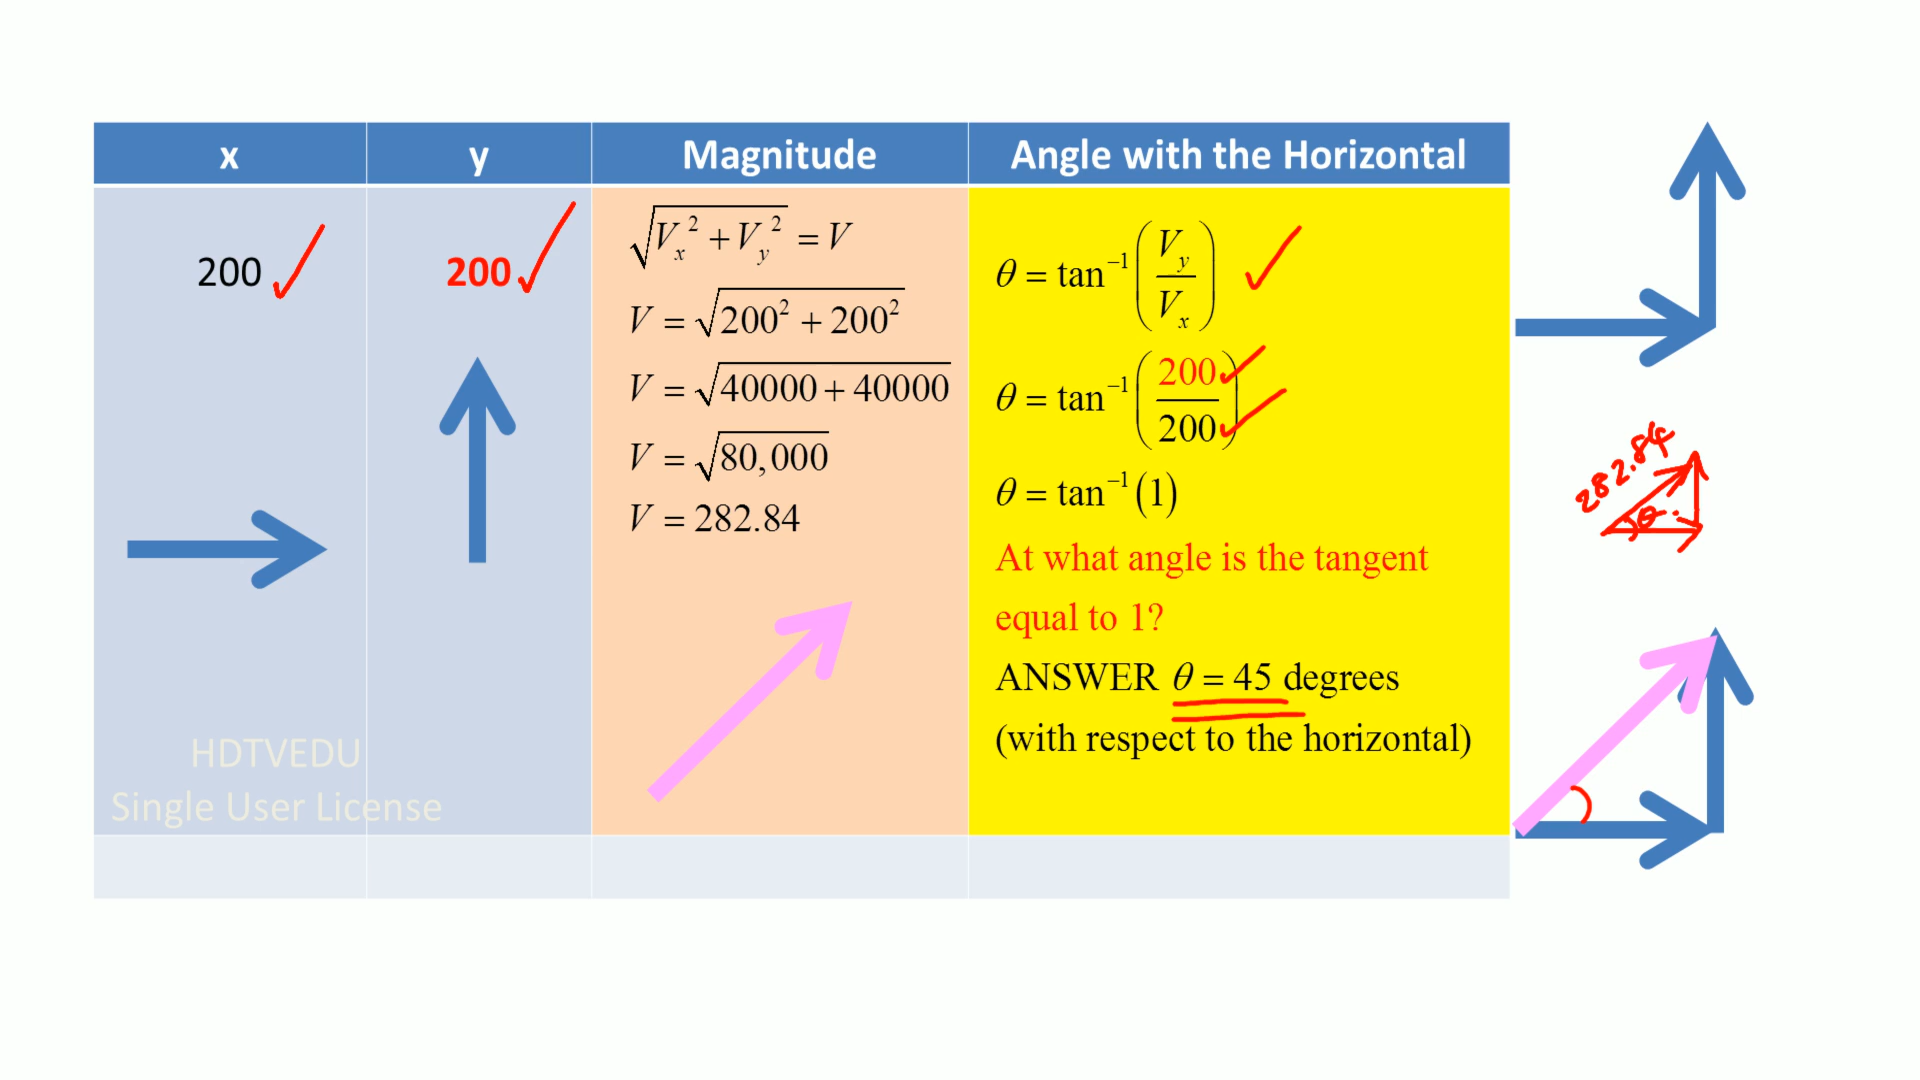 x y Magnitude Angle with the Horizontal
200 200
√(Vx² + Vy²) = V
V = √(200² + 200²)
V = √(40000 + 40000)
V = √80,000
V = 282.84
θ = tan⁻¹(Vy/Vx)
θ = tan⁻¹(200/200)
θ = tan⁻¹(1)
At what angle is the tangent
equal to 1?
ANSWER θ = 45 degrees
(with respect to the horizontal)
HDTVEDU
Single User License
282.84
θ